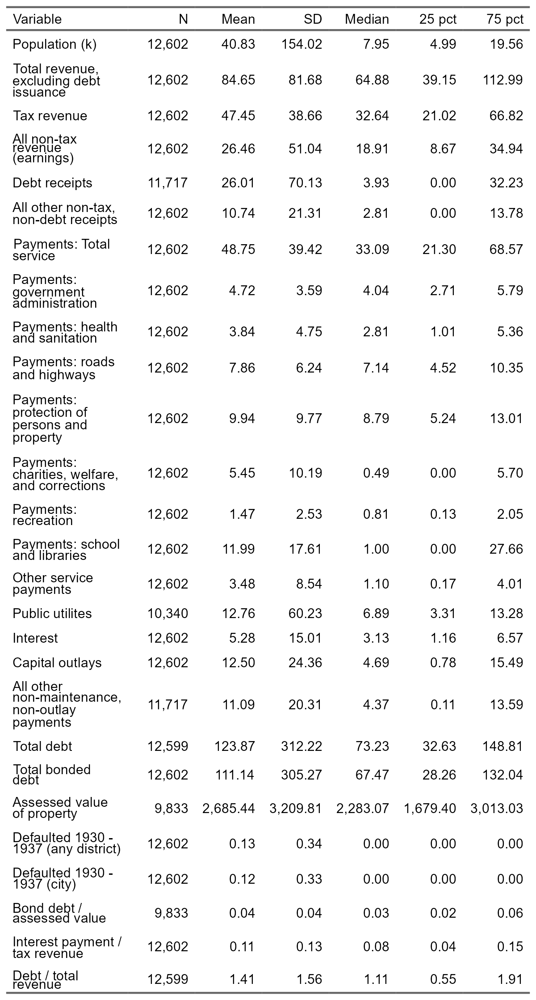 Variable N Mean SD Median 25 pct 75 pct
Population (k) 12,602 40.83 154.02 7.95 4.99 19.56
Total revenue,
excluding debt 12,602 84.65 81.68 64.88 39.15 112.99
issuance
Tax revenue 12,602 47.45 38.66 32.64 21.02 66.82
All non-tax
revenue 12,602 26.46 51.04 18.91 8.67 34.94
(earnings)
Debt receipts 11,717 26.01 70.13 3.93 0.00 32.23
All other non-tax, 12,602 10.74 21.31 2.81 0.00 13.78
non-debt receipts
Payments: Total 12,602 48.75 39.42 33.09 21.30 68.57
service
Payments:
government 12,602 4.72 3.59 4.04 2.71 5.79
administration
Payments: health 12,602 3.84 4.75 2.81 1.01 5.36
and sanitation
Payments: roads 12,602 7.86 6.24 7.14 4.52 10.35
and highways
Payments:
protection of 12,602 9.94 9.77 8.79 5.24 13.01
persons and
property
Payments:
charities, welfare, 12,602 5.45 10.19 0.49 0.00 5.70
and corrections
Payments: 12,602 1.47 2.53 0.81 0.13 2.05
recreation
Payments: school 12,602 11.99 17.61 1.00 0.00 27.66
and libraries
Other service 12,602 3.48 8.54 1.10 0.17 4.01
payments
Public utilites 10,340 12.76 60.23 6.89 3.31 13.28
Interest 12,602 5.28 15.01 3.13 1.16 6.57
Capital outlays 12,602 12.50 24.36 4.69 0.78 15.49
All other
non-maintenance, 11,717 11.09 20.31 4.37 0.11 13.59
non-outlay
payments
Total debt 12,599 123.87 312.22 73.23 32.63 148.81
Total bonded 12,602 111.14 305.27 67.47 28.26 132.04
debt
Assessed value 9,833 2,685.44 3,209.81 2,283.07 1,679.40 3,013.03
of property
Defaulted 1930 - 12,602 0.13 0.34 0.00 0.00 0.00
1937 (any district)
Defaulted 1930 - 12,602 0.12 0.33 0.00 0.00 0.00
1937 (city)
Bond debt / 9,833 0.04 0.04 0.03 0.02 0.06
assessed value
Interest payment / 12,602 0.11 0.13 0.08 0.04 0.15
tax revenue
Debt / total 12,599 1.41 1.56 1.11 0.55 1.91
revenue